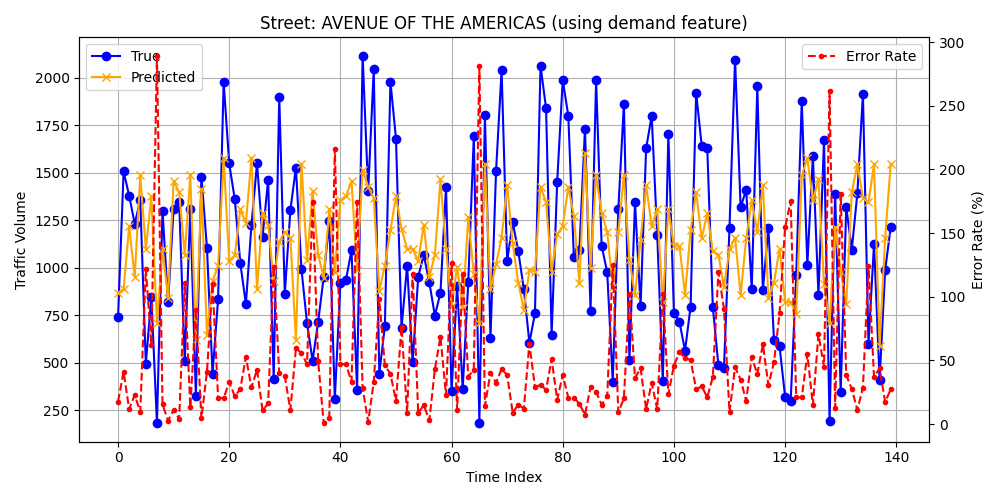 Street: AVENUE OF THE AMERICAS (using demand feature)
True
Predicted
Error Rate
2000
1750
1500
1250
1000
750
500
250
Traffic Volume
300
250
200
150
100
50
0
Error Rate (%)
0 20 40 60 80 100 120 140
Time Index